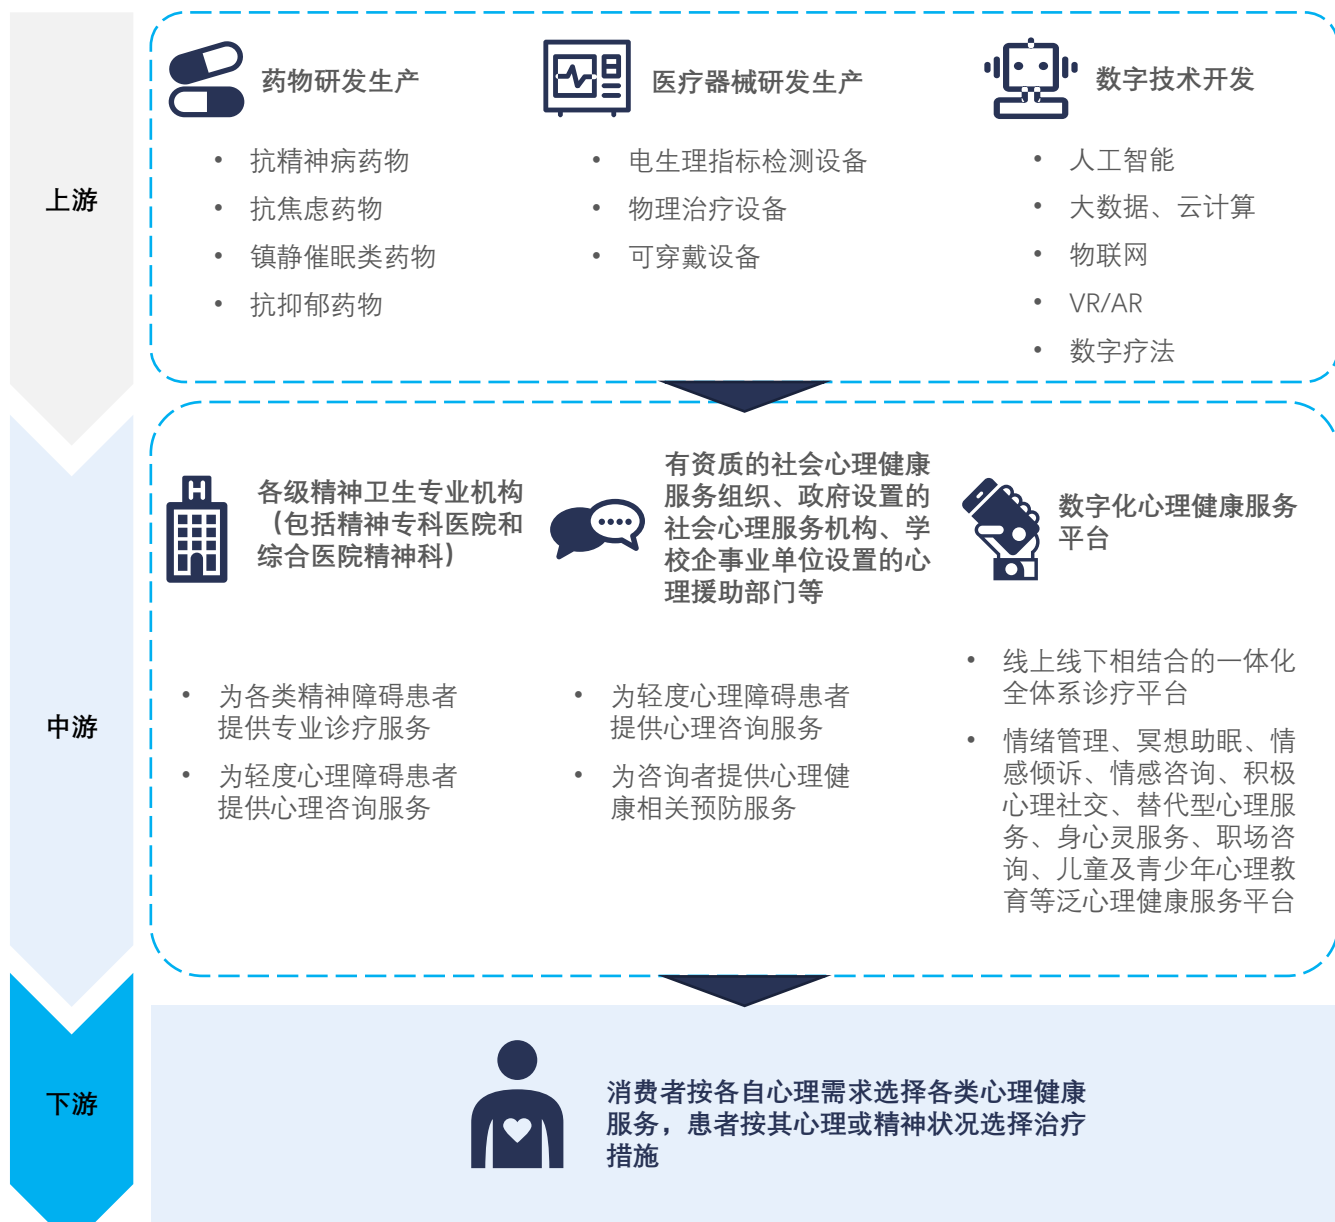 上游
药物研发生产
• 抗精神病药物
• 抗焦虑药物
• 镇静催眠类药物
• 抗抑郁药物
医疗器械研发生产
• 电生理指标检测设备
• 物理治疗设备
• 可穿戴设备
数字技术开发
• 人工智能
• 大数据、云计算
• 物联网
• VR/AR
• 数字疗法
中游
H
各级精神卫生专业机构
（包括精神专科医院和
综合医院精神科）
• 为各类精神障碍患者
提供专业诊疗服务
• 为轻度心理障碍患者
提供心理咨询服务
有资质的社会心理健康
服务组织、政府设置的
社会心理服务机构、学
校企事业单位设置的心
理援助部门等
• 为轻度心理障碍患者
提供心理咨询服务
• 为咨询者提供心理健
康相关预防服务
数字化心理健康服务
平台
• 线上线下相结合的一体化
全体系诊疗平台
• 情绪管理、冥想助眠、情
感倾诉、情感咨询、积极
心理社交、替代型心理服
务、身心灵服务、职场咨
询、儿童及青少年心理教
育等泛心理健康服务平台
下游
消费者按各自心理需求选择各类心理健康
服务，患者按其心理或精神状况选择治疗
措施